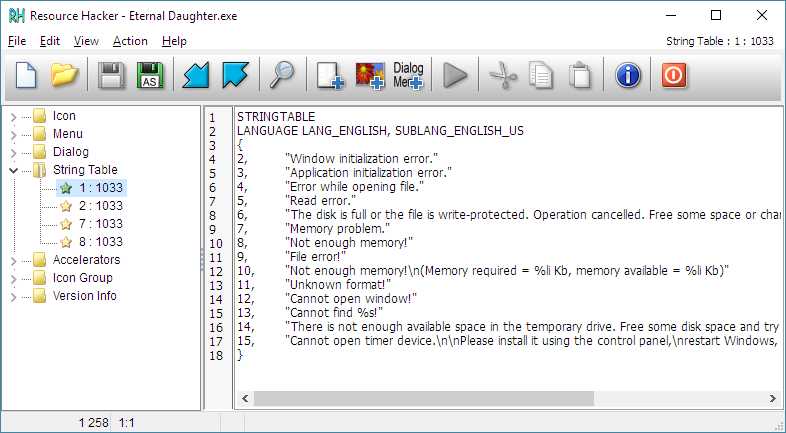 Resource Hacker - Eternal Daughter.exe
File Edit View Action Help
String Table : 1 : 1033
AS
Dialog
Menu
Icon
Menu
Dialog
String Table
1 : 1033
2 : 1033
7 : 1033
8 : 1033
Accelerators
Icon Group
Version Info
1 STRINGTABLE
2 LANGUAGE LANG_ENGLISH, SUBLANG_ENGLISH_US
3 {
4 2, "Window initialization error."
5 3, "Application initialization error."
6 4, "Error while opening file."
7 5, "Read error."
8 6, "The disk is full or the file is write-protected. Operation cancelled. Free some space or
9 7, "Memory problem."
10 8, "Not enough memory!"
11 9, "File error!"
12 10, "Not enough memory!\n(Memory required = %li Kb, memory available = %li Kb)"
13 11, "Unknown format!"
14 12, "Cannot open window!"
15 13, "Cannot find %s!"
16 14, "There is not enough available space in the temporary drive. Free some disk space and try
17 15, "Cannot open timer device.\n\nPlease install it using the control panel,\nrestart Windows,
18 }
1 258 1:1